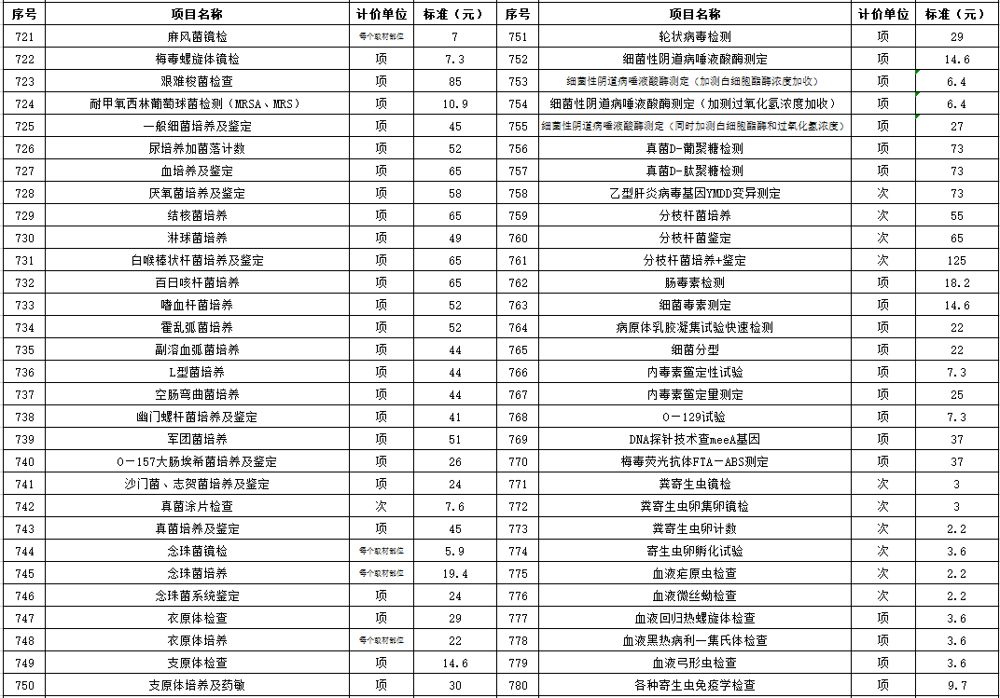 序号 项目名称 计价单位 标准（元） 序号 项目名称 计价单位 标准（元）
721 麻风菌镜检 每个取材部位 7 751 轮状病毒检测 项 29
722 梅毒螺旋体镜检 项 7.3 752 细菌性阴道病唾液酸酶测定 项 14.6
723 艰难梭菌检查 项 85 753 细菌性阴道病唾液酸酶测定（加测白细胞酯酶浓度加收） 项 6.4
724 耐甲氧西林葡萄球菌检测（MRSA、MRS） 项 10.9 754 细菌性阴道病唾液酸酶测定（加测过氧化氢浓度加收） 项 6.4
725 一般细菌培养及鉴定 项 45 755 细菌性阴道病唾液酸酶测定（同时加测白细胞酯酶和过氧化氢浓度） 项 27
726 尿培养加菌落计数 项 52 756 真菌D-葡聚糖检测 项 73
727 血培养及鉴定 项 65 757 真菌D-肽聚糖检测 项 73
728 厌氧菌培养及鉴定 项 58 758 乙型肝炎病毒基因YMDD变异测定 次 73
729 结核菌培养 项 65 759 分枝杆菌培养 次 55
730 淋球菌培养 项 49 760 分枝杆菌鉴定 次 65
731 白喉棒状杆菌培养及鉴定 项 65 761 分枝杆菌培养+鉴定 次 125
732 百日咳杆菌培养 项 65 762 肠毒素检测 项 18.2
733 嗜血杆菌培养 项 52 763 细菌毒素测定 项 14.6
734 霍乱弧菌培养 项 52 764 病原体乳胶凝集试验快速检测 项 22
735 副溶血弧菌培养 项 44 765 细菌分型 项 22
736 L型菌培养 项 44 766 内毒素鲎定性试验 项 7.3
737 空肠弯曲菌培养 项 44 767 内毒素鲎定量测定 项 25
738 幽门螺杆菌培养及鉴定 项 41 768 O－129试验 项 7.3
739 军团菌培养 项 51 769 DNA探针技术查meeA基因 项 37
740 O－157大肠埃希菌培养及鉴定 项 26 770 梅毒荧光抗体FTA－ABS测定 项 37
741 沙门菌、志贺菌培养及鉴定 项 24 771 粪寄生虫镜检 次 3
742 真菌涂片检查 次 7.6 772 粪寄生虫卵集卵镜检 次 3
743 真菌培养及鉴定 项 45 773 粪寄生虫卵计数 次 2.2
744 念珠菌镜检 每个取材部位 5.9 774 寄生虫卵孵化试验 次 3.6
745 念珠菌培养 每个取材部位 19.4 775 血液疟原虫检查 次 2.2
746 念珠菌系统鉴定 项 24 776 血液微丝蚴检查 次 2.2
747 衣原体检查 项 29 777 血液回归热螺旋体检查 项 3.6
748 衣原体培养 每个取材部位 22 778 血液黑热病利－集氏体检查 项 3.6
749 支原体检查 项 14.6 779 血液弓形虫检查 项 3.6
750 支原体培养及药敏 项 30 780 各种寄生虫免疫学检查 项 9.7